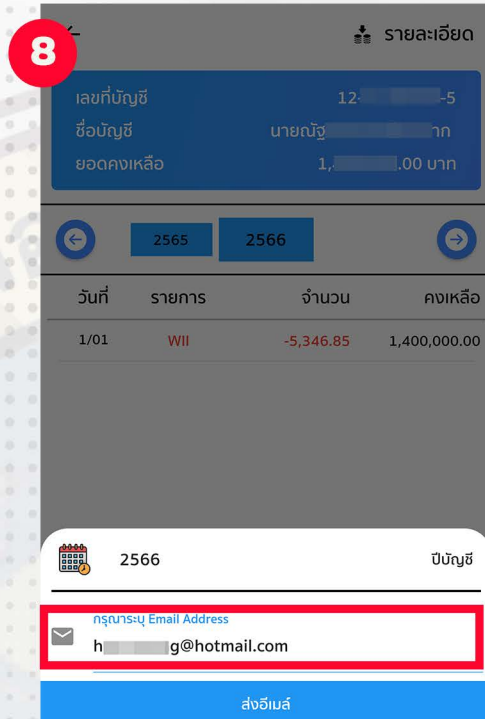 8
รายละเอียด
เลขที่บัญชี 12- -5
ชื่อบัญชี นายณัฐ าก
ยอดคงเหลือ 1, .00 บาท
2565 2566
วันที่ รายการ จำนวน คงเหลือ
1/01 WII -5,346.85 1,400,000.00
2566 ปีบัญชี
กรุณาระบุ Email Address
h g@hotmail.com
ส่งอีเมล์